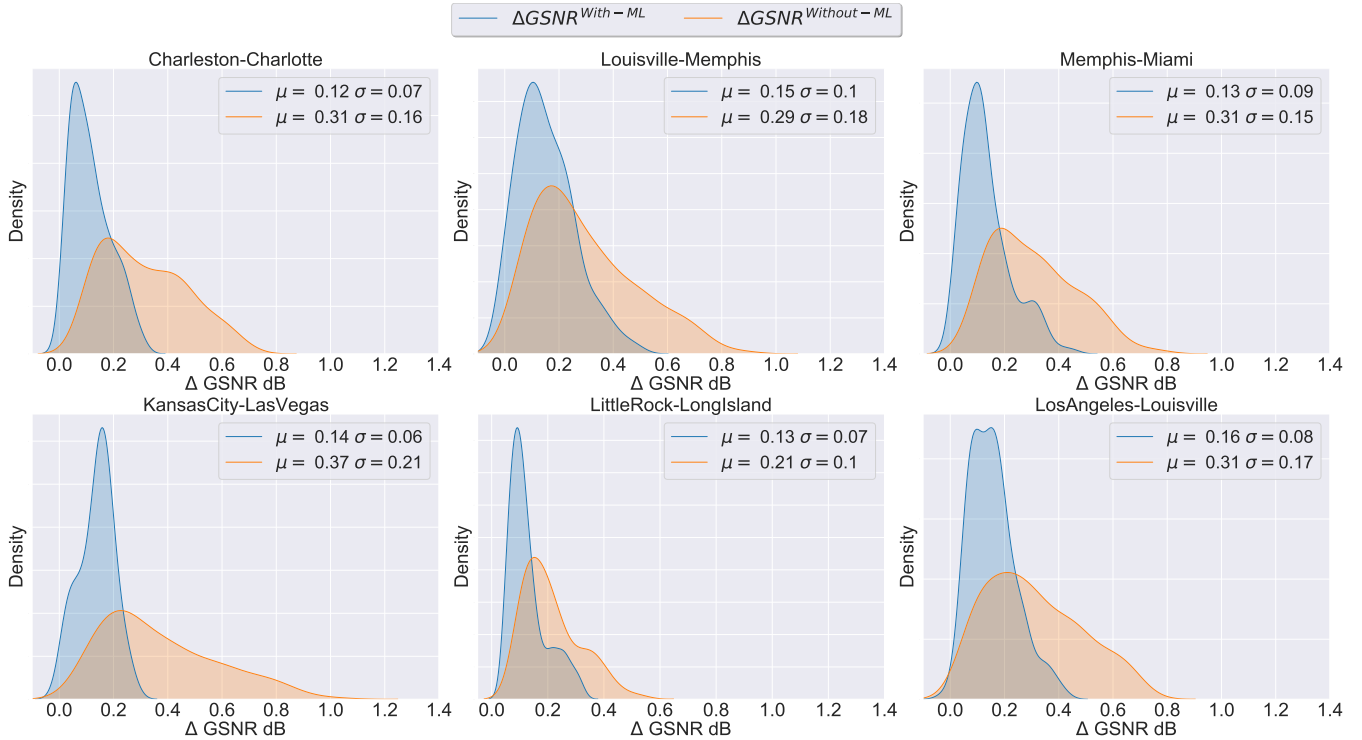 ΔGSNR^{With−ML} ΔGSNR^{Without−ML}
Charleston-Charlotte
μ = 0.12 σ = 0.07
μ = 0.31 σ = 0.16
Density
0.0 0.2 0.4 0.6 0.8 1.0 1.2 1.4
Δ GSNR dB
Louisville-Memphis
μ = 0.15 σ = 0.1
μ = 0.29 σ = 0.18
Density
0.0 0.2 0.4 0.6 0.8 1.0 1.2 1.4
Δ GSNR dB
Memphis-Miami
μ = 0.13 σ = 0.09
μ = 0.31 σ = 0.15
Density
0.0 0.2 0.4 0.6 0.8 1.0 1.2 1.4
Δ GSNR dB
KansasCity-LasVegas
μ = 0.14 σ = 0.06
μ = 0.37 σ = 0.21
Density
0.0 0.2 0.4 0.6 0.8 1.0 1.2 1.4
Δ GSNR dB
LittleRock-LongIsland
μ = 0.13 σ = 0.07
μ = 0.21 σ = 0.1
Density
0.0 0.2 0.4 0.6 0.8 1.0 1.2 1.4
Δ GSNR dB
LosAngeles-Louisville
μ = 0.16 σ = 0.08
μ = 0.31 σ = 0.17
Density
0.0 0.2 0.4 0.6 0.8 1.0 1.2 1.4
Δ GSNR dB